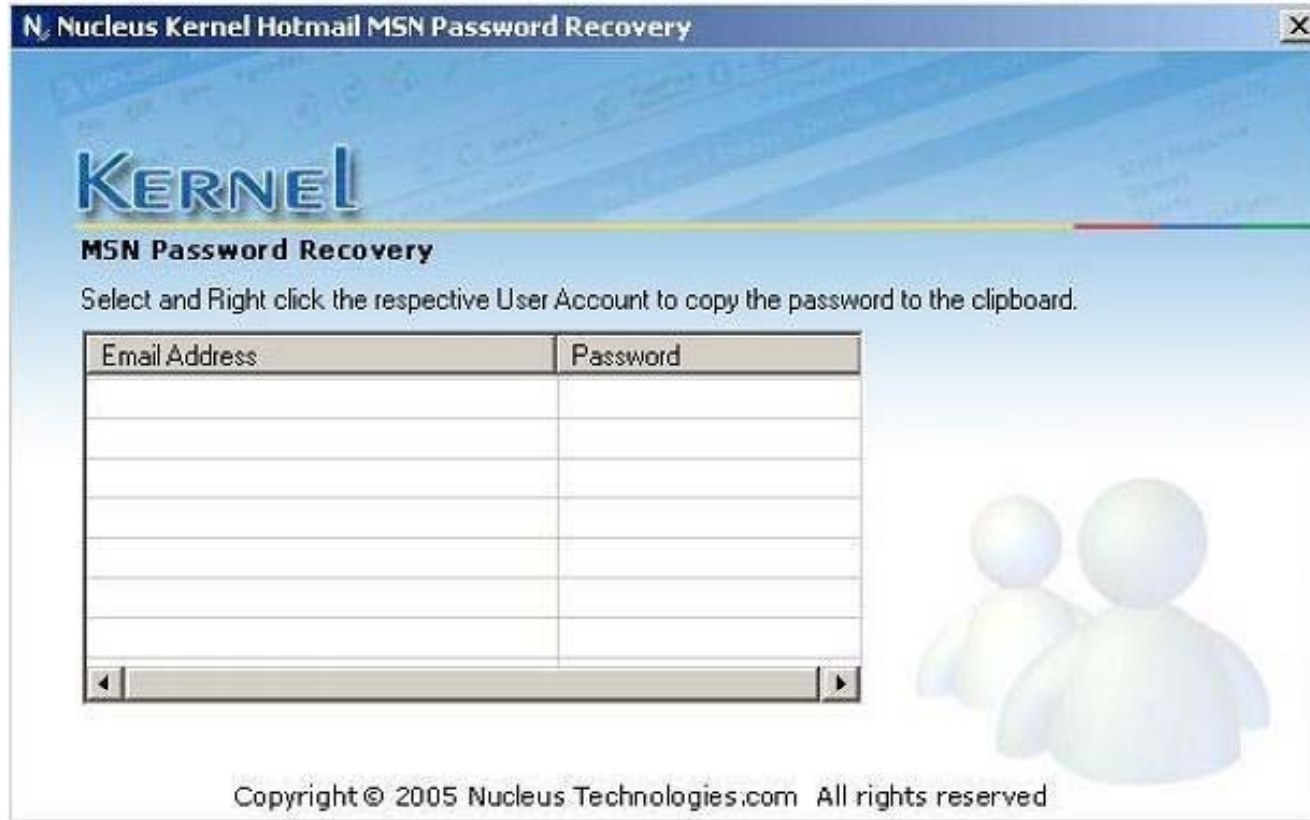 Nucleus Kernel Hotmail MSN Password Recovery
KERNEL
MSN Password Recovery
Select and Right click the respective User Account to copy the password to the clipboard.
Email Address Password
Copyright © 2005 Nucleus Technologies.com All rights reserved